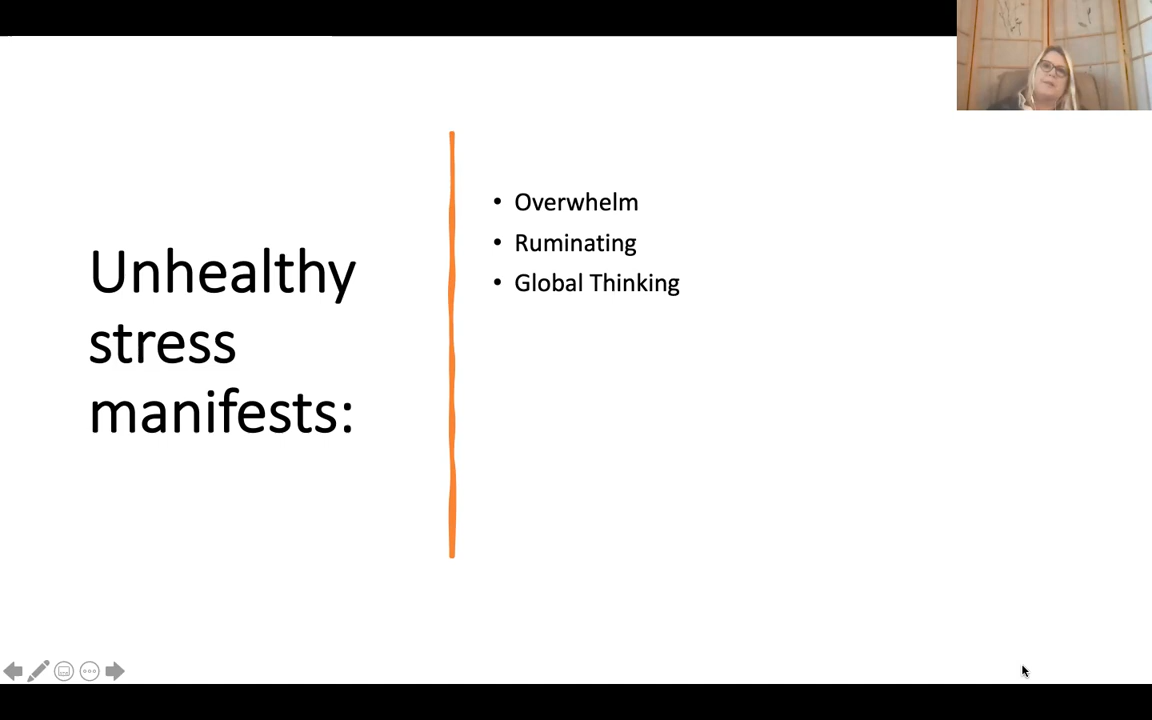 Unhealthy
stress
manifests:
• Overwhelm
• Ruminating
• Global Thinking